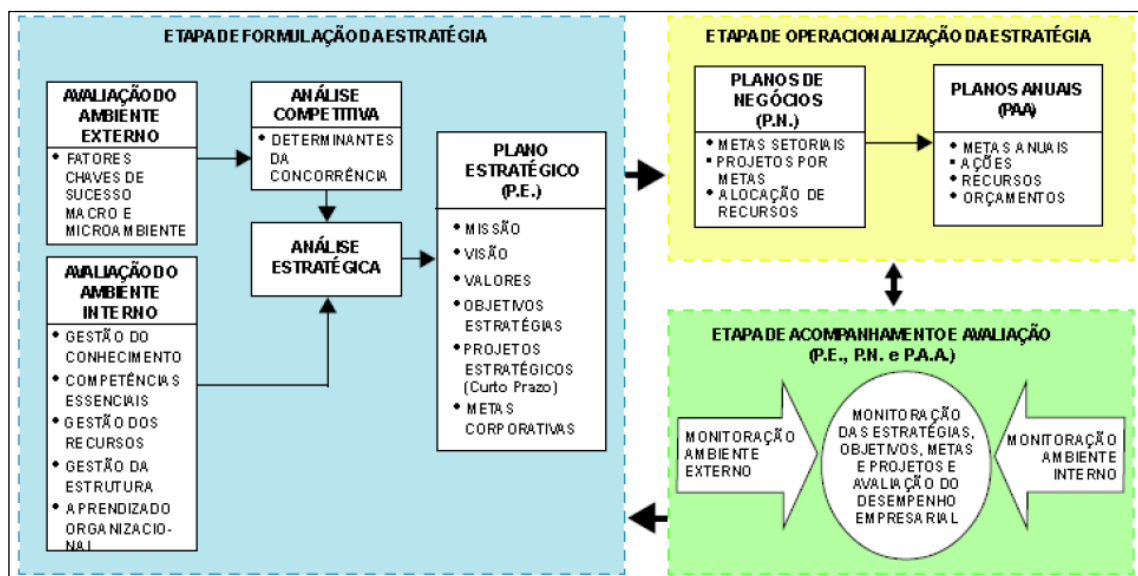 ETAPA DE FORMULAÇÃO DA ESTRATÉGIA
AVALIAÇÃO DO
AMBIENTE
EXTERNO
• FATORES
CHAVES DE
SUCESSO
MACRO E
MICROAMBIENTE
AVALIAÇÃO DO
AMBIENTE
INTERNO
• GESTÃO DO
CONHECIMENTO
• COMPETÊNCIAS
ESSENCIAIS
• GESTÃO DOS
RECURSOS
• GESTÃO DA
ESTRUTURA
• APRENDIZADO
ORGANIZACIO-
NAL
ANÁLISE
COMPETITIVA
• DETERMINANTES
DA
CONCORRÊNCIA
ANÁLISE
ESTRATÉGICA
PLANO
ESTRATÉGICO
(P.E.)
• MISSÃO
• VISÃO
• VALORES
• OBJETIVOS
ESTRATÉGIAS
• PROJETOS
ESTRATÉGICOS
(Curto Prazo)
• METAS
CORPORATIVAS
ETAPA DE OPERACIONALIZAÇÃO DA ESTRATÉGIA
PLANOS DE
NEGÓCIOS
(P.N.)
• METAS SETORIAIS
• PROJETOS POR
METAS
• ALOCAÇÃO DE
RECURSOS
PLANOS ANUAIS
(PAA)
• METAS ANUAIS
• AÇÕES
• RECURSOS
• ORÇAMENTOS
ETAPA DE ACOMPANHAMENTO E AVALIAÇÃO
(P.E., P.N. e P.A.A.)
MONITORAÇÃO
AMBIENTE
EXTERNO
MONITORAÇÃO
DAS ESTRATÉGIAS,
OBJETIVOS, METAS
E PROJETOS E
AVALIAÇÃO DO
DESEMPENHO
EMPRESARIAL
MONITORAÇÃO
AMBIENTE
INTERNO